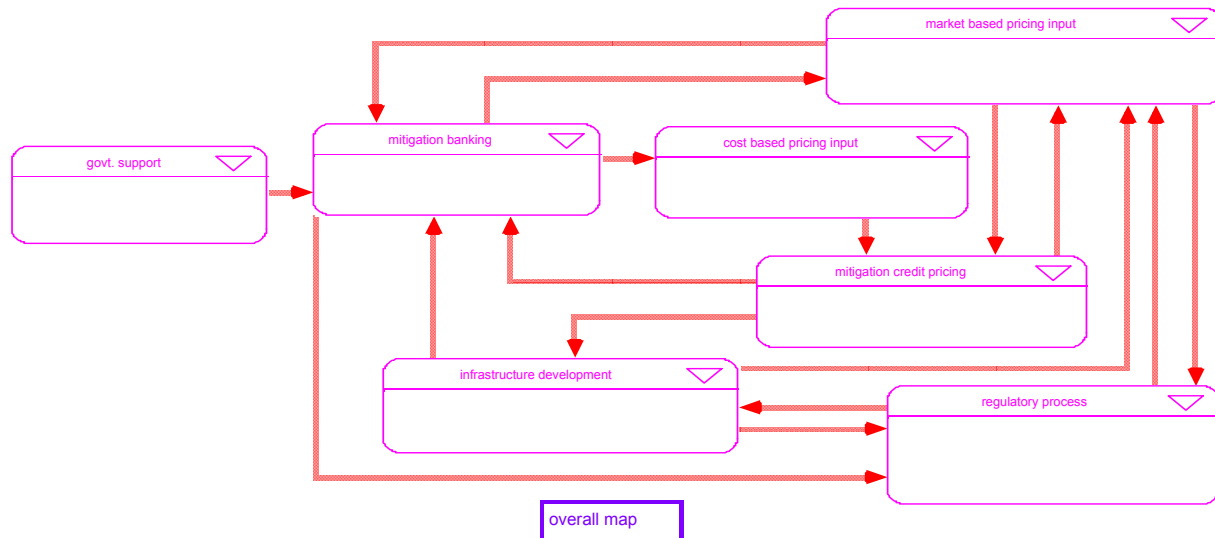 market based pricing input
mitigation banking
cost based pricing input
govt. support
mitigation credit pricing
infrastructure development
regulatory process
overall map